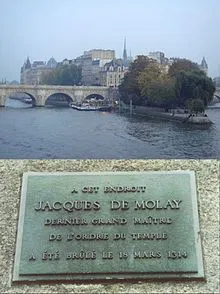 A CET ENDROIT
JACQUES DE MOLAY
DERNIER GRAND MAÎTRE
DE L'ORDRE DU TEMPLE
A ÉTÉ BRÛLÉ LE 18 MARS 1314